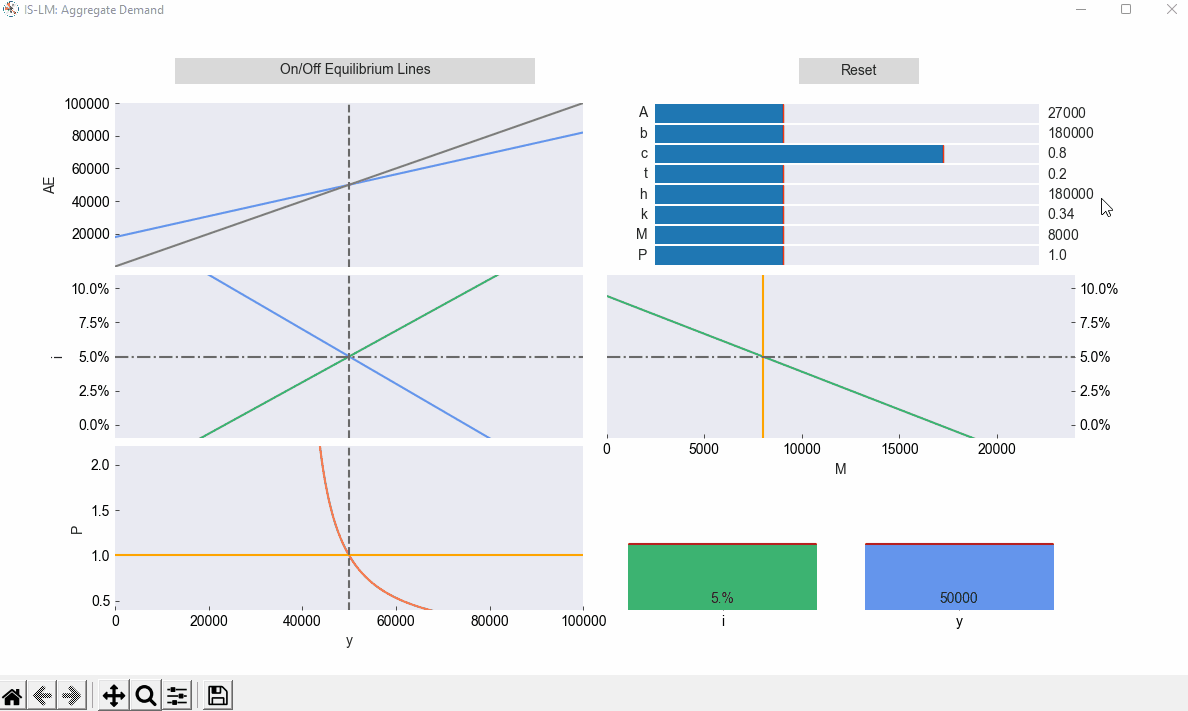 IS-LM: Aggregate Demand
On/Off Equilibrium Lines
Reset
100000
80000
60000
40000
20000
AE
A 27000
b 180000
c 0.8
t 0.2
h 180000
k 0.34
M 8000
P 1.0
10.0%
7.5%
5.0%
2.5%
0.0%
i
10.0%
7.5%
5.0%
2.5%
0.0%
0 5000 10000 15000 20000
M
2.0
1.5
1.0
0.5
P
0 20000 40000 60000 80000 100000
y
5.%
i
50000
y